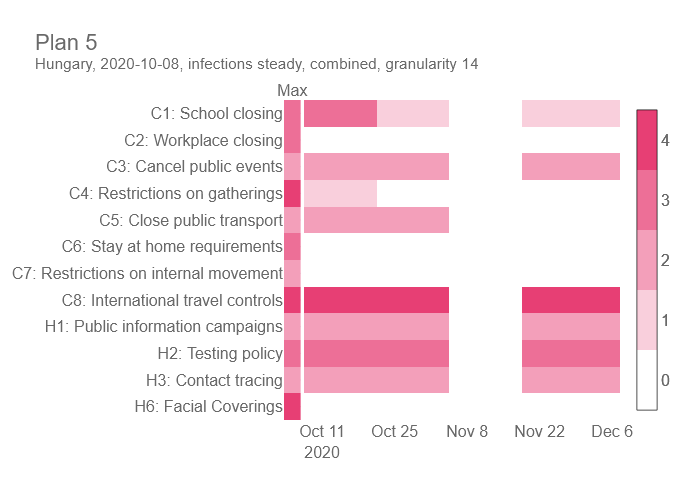 Plan 5
Hungary, 2020-10-08, infections steady, combined, granularity 14
Max
C1: School closing
C2: Workplace closing
C3: Cancel public events
C4: Restrictions on gatherings
C5: Close public transport
C6: Stay at home requirements
C7: Restrictions on internal movement
C8: International travel controls
H1: Public information campaigns
H2: Testing policy
H3: Contact tracing
H6: Facial Coverings
4
3
2
1
0
Oct 11 Oct 25 Nov 8 Nov 22 Dec 6
2020